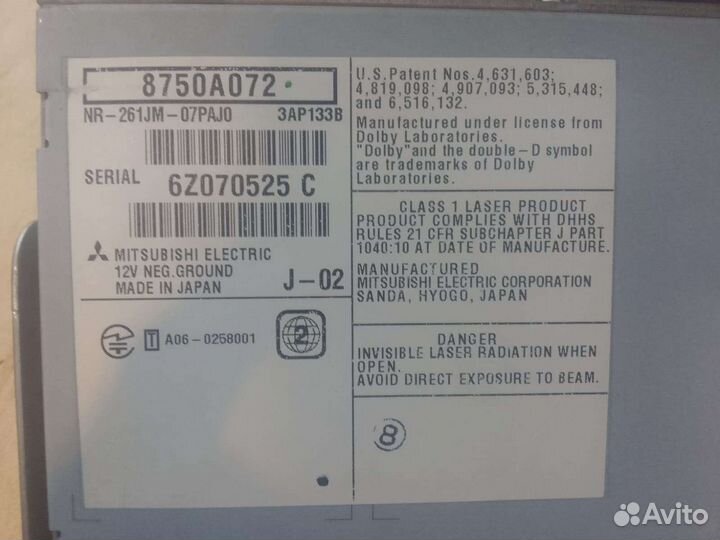 8750A072
NR-261JM-07PAJ0 3AP133B
SERIAL 6Z070525 C
MITSUBISHI ELECTRIC
12V NEG.GROUND
MADE IN JAPAN J-02
T A06-0258001
2
U.S.Patent Nos.4,631,603;
4,819,098; 4,907,093; 5,315,448;
and 6,516,132.
Manufactured under license from
Dolby Laboratories.
"Dolby"and the double-D symbol
are trademarks of Dolby
Laboratories.
CLASS 1 LASER PRODUCT
PRODUCT COMPLIES WITH DHHS
RULES 21 CFR SUBCHAPTER J PART
1040:10 AT DATE OF MANUFACTURE.
MANUFACTURED
MITSUBISHI ELECTRIC CORPORATION
SANDA, HYOGO, JAPAN
DANGER
INVISIBLE LASER RADIATION WHEN
OPEN.
AVOID DIRECT EXPOSURE TO BEAM.
8
Avito